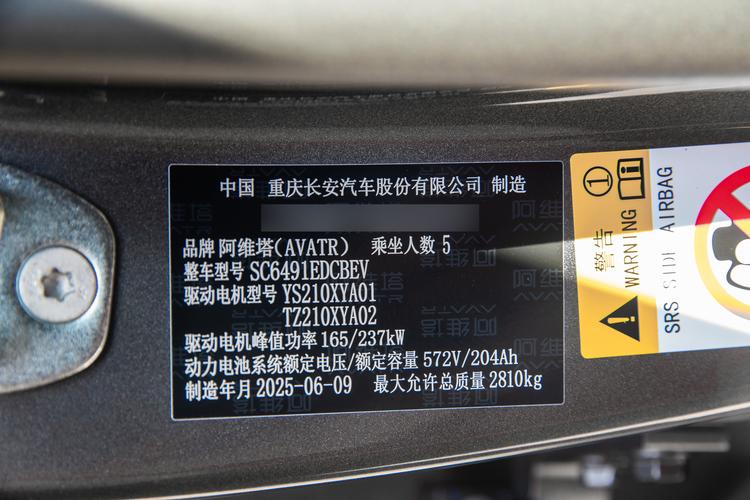 中国 重庆长安汽车股份有限公司 制造
品牌 阿维塔(AVATR) 乘坐人数 5
整车型号 SC6491EDCBEV
驱动电机型号 YS210XYA01
TZ210XYA02
驱动电机峰值功率 165/237kW
动力电池系统额定电压/额定容量 572V/204Ah
制造年月 2025-06-09 最大允许总质量 2810kg
警告
WARNING
SRS SIDE AIRBAG